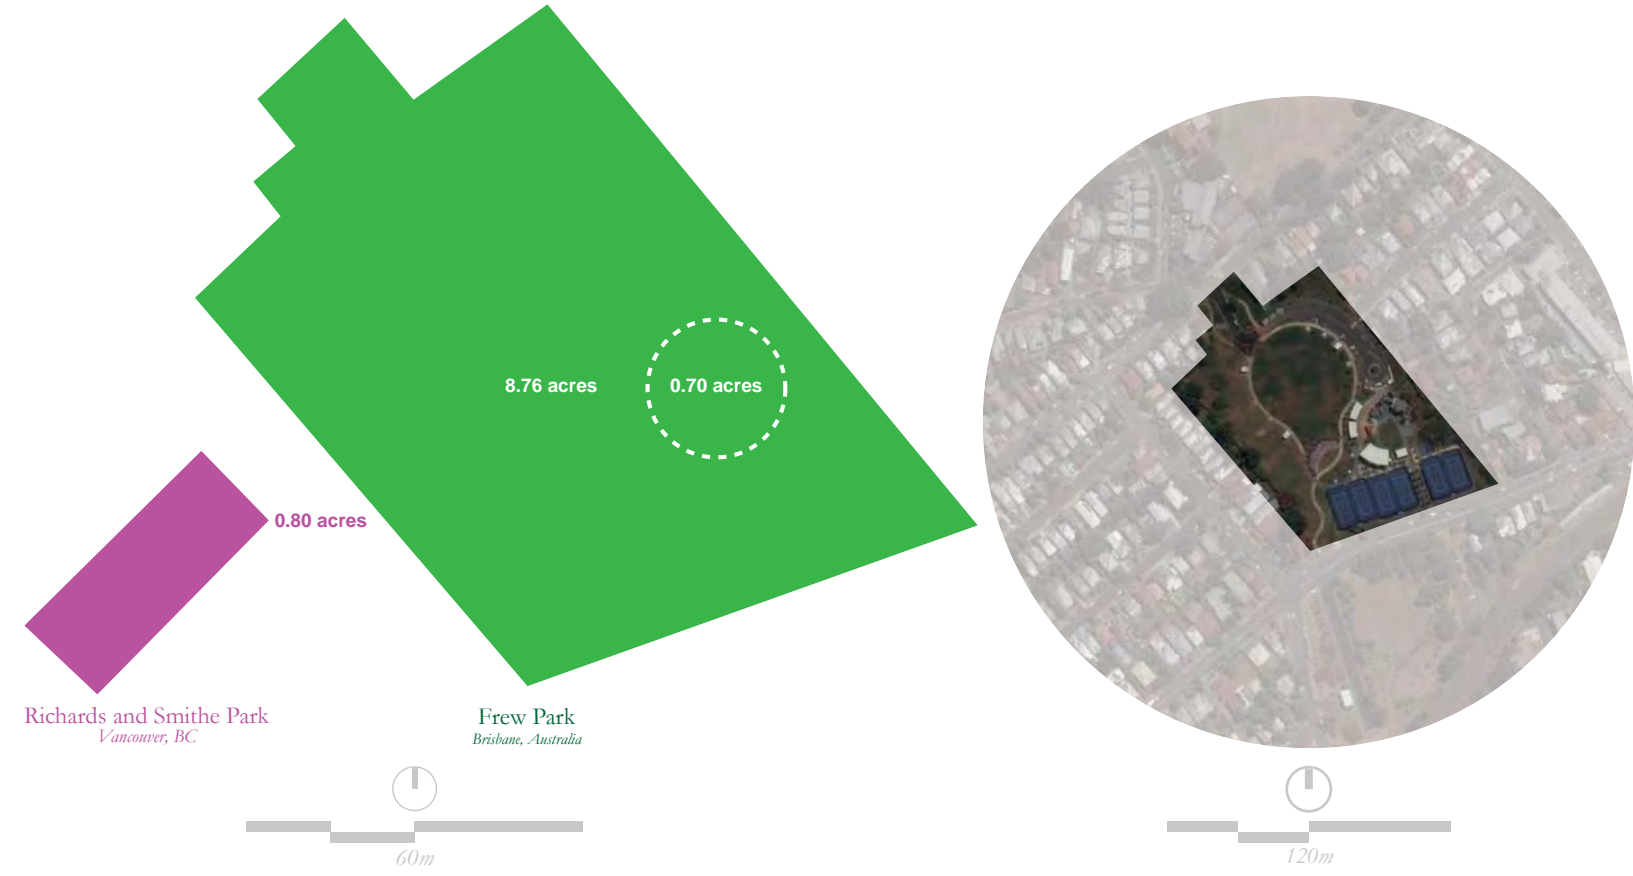 8.76 acres
0.70 acres
0.80 acres
Richards and Smithe Park
Vancouver, BC
Frew Park
Brisbane, Australia
60m
120m